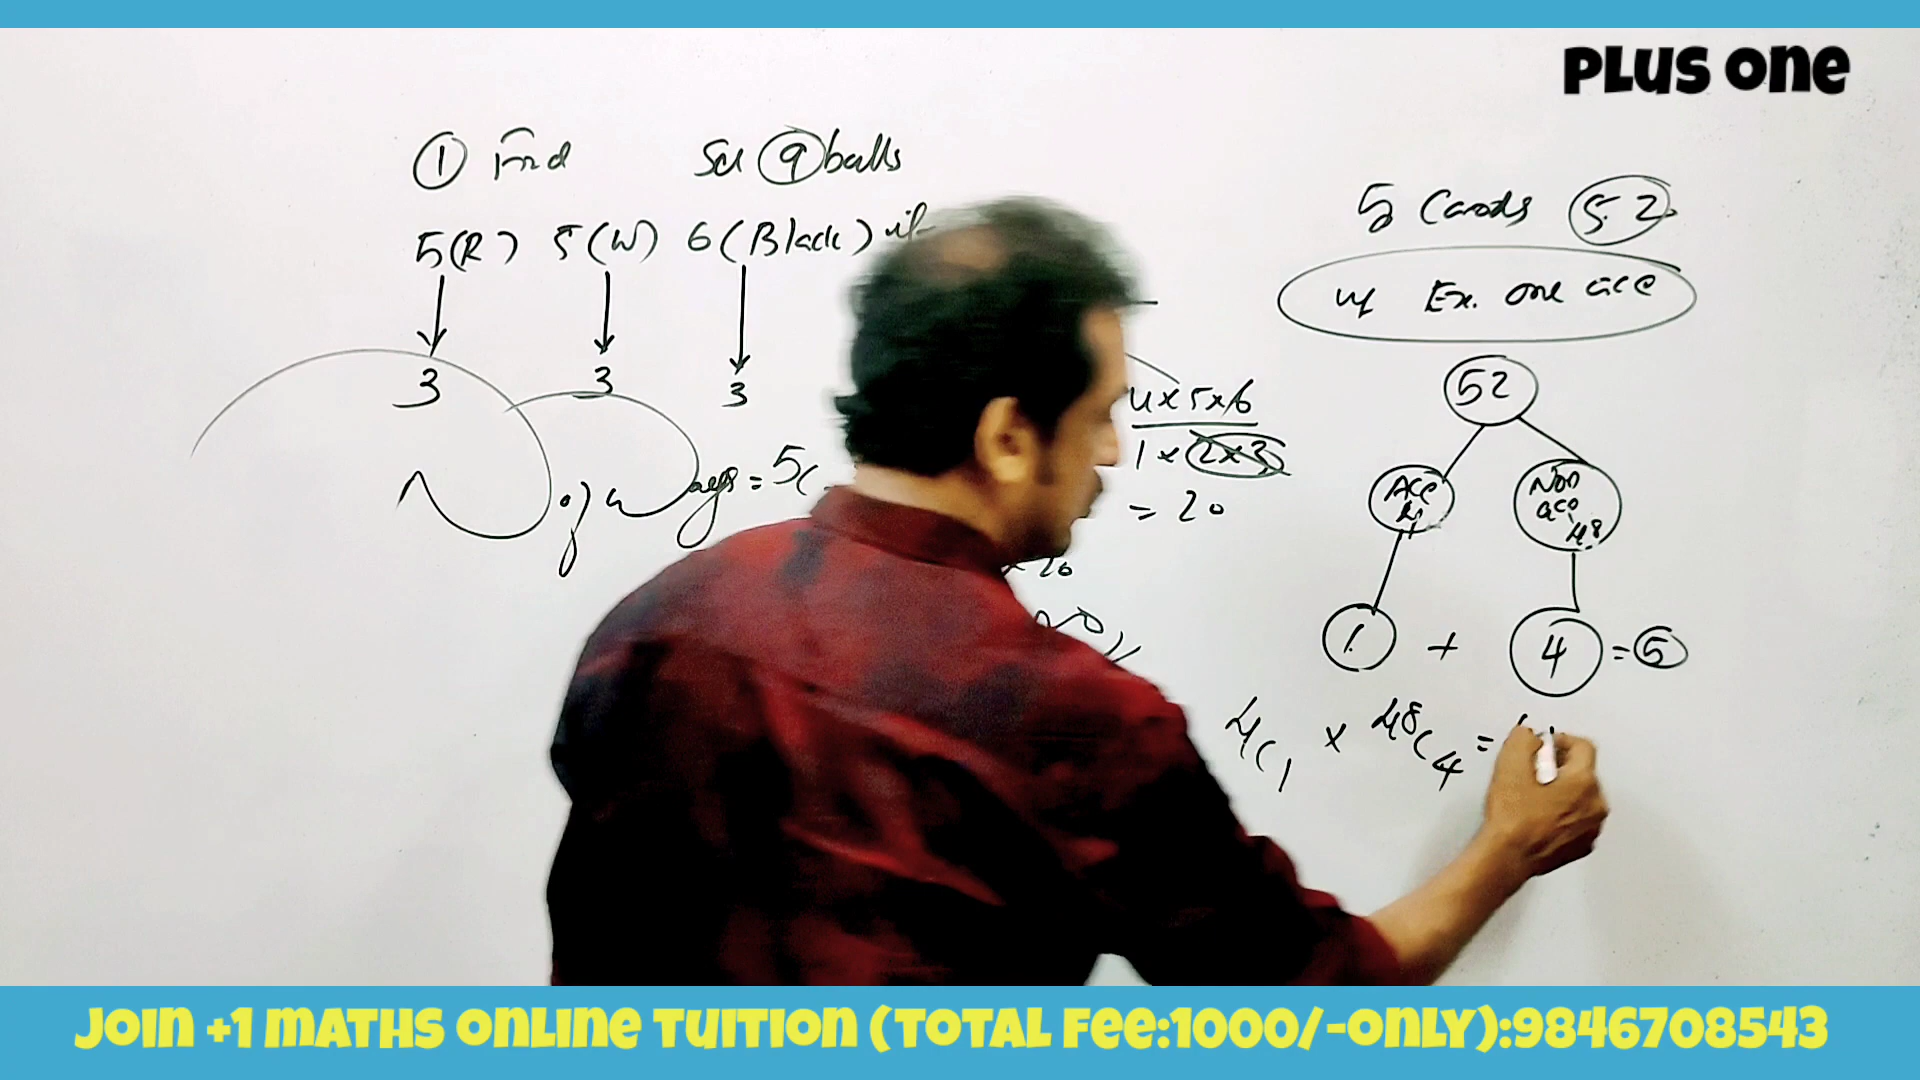 PLUS ONE
① Find Sel ⑨ balls
5(R) 5(W) 6(Black) if
3 3 3
No. of ways = 5C
4 x 5 x 6
1 x 2 x 3
= 20
x 20
5 Cards 52
w Ex. one ace
52
Ace 4
Non ace 48
1 + 4 = 5
4C1 x 48C4 =
JOIN +1 MATHS ONLINE TUITION (TOTAL FEE:1000/-ONLY):9846708543